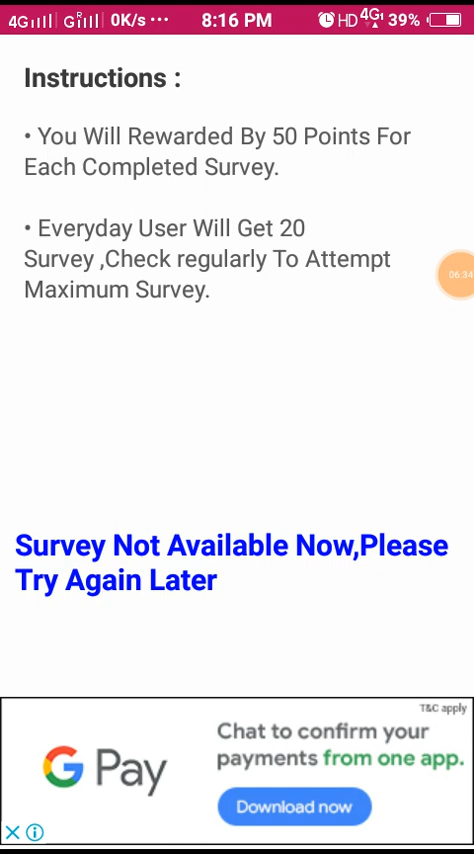 4G 0K/s ... 8:16 PM HD 4G 39%
Instructions :
• You Will Rewarded By 50 Points For
Each Completed Survey.
• Everyday User Will Get 20
Survey ,Check regularly To Attempt
Maximum Survey.
06:34
Survey Not Available Now,Please
Try Again Later
T&C apply
G Pay
Chat to confirm your
payments from one app.
Download now